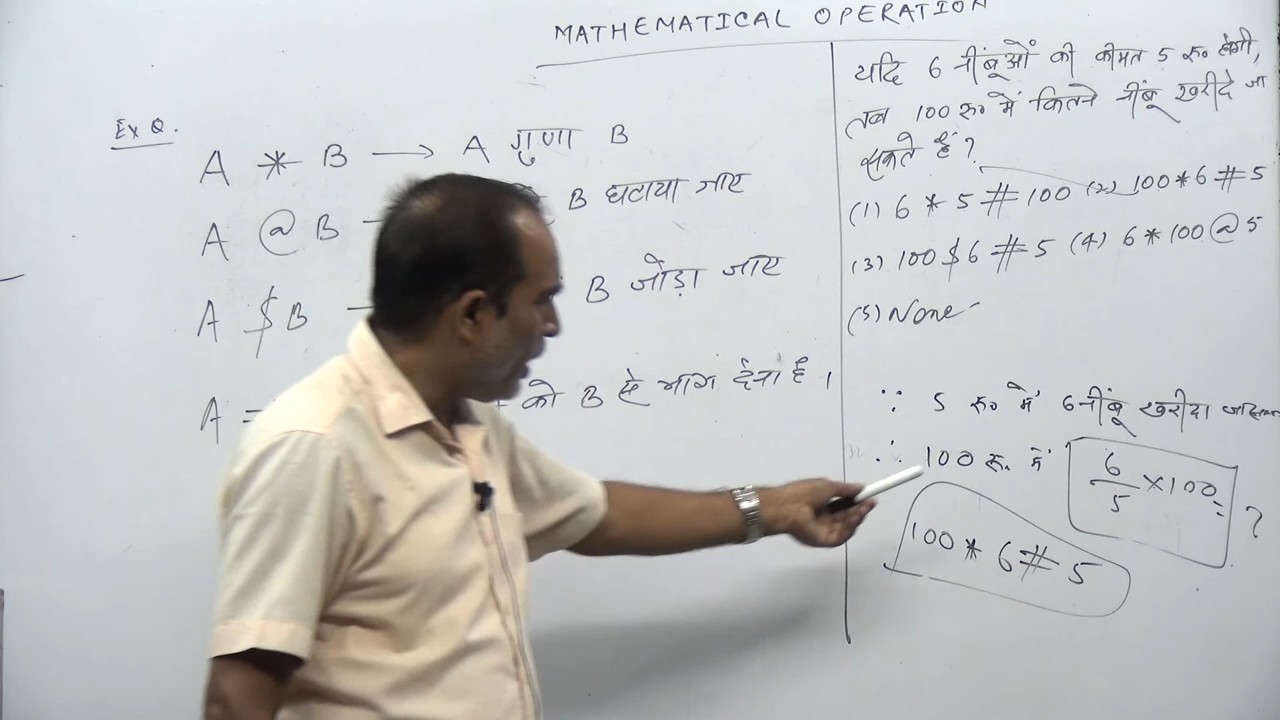 MATHEMATICAL OPERATION
Ex Q.
A * B → A गुणा B
A @ B B घटाया जाए
A $ B B जोड़ा जाए
A = को B से भाग देना है।
यदि 6 नींबूओं की कीमत 5 रू० होगी,
तब 100 रू० में कितने नींबू खरीदे जा
सकते हैं?
(1) 6 * 5 # 100 (2) 100 * 6 # 5
(3) 100 $ 6 # 5 (4) 6 * 100 @ 5
(5) None
∵ 5 रू० में 6 नींबू खरीदा
∴ 100 रू. में 6/5 × 100 ?
100 * 6 # 5